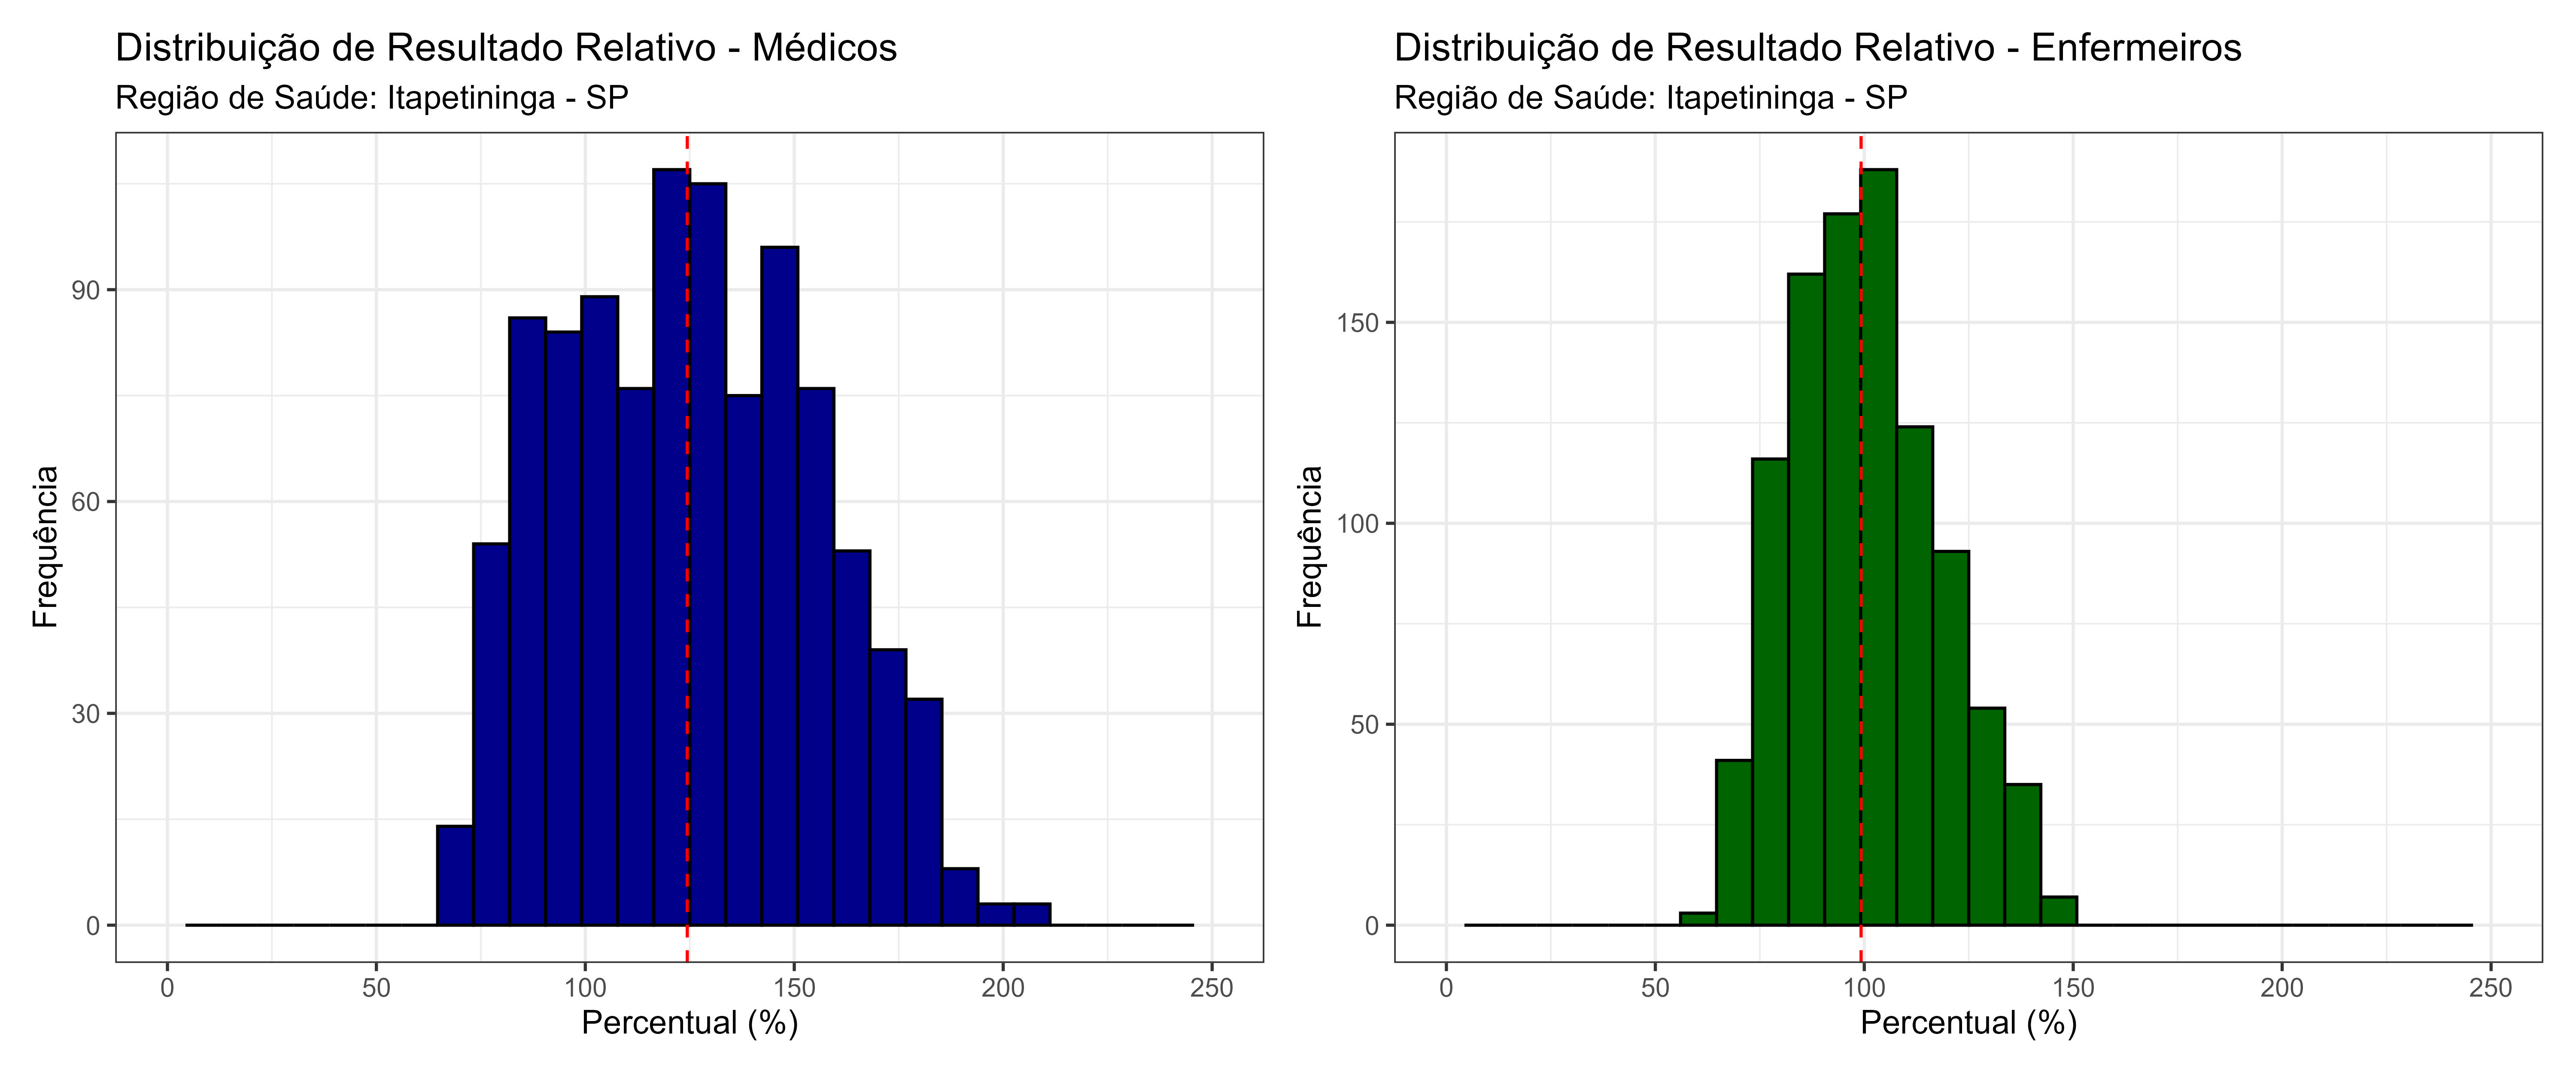 Distribuição de Resultado Relativo - Médicos
Região de Saúde: Itapetininga - SP
Frequência
90
60
30
0
0 50 100 150 200 250
Percentual (%)
Distribuição de Resultado Relativo - Enfermeiros
Região de Saúde: Itapetininga - SP
Frequência
150
100
50
0
0 50 100 150 200 250
Percentual (%)